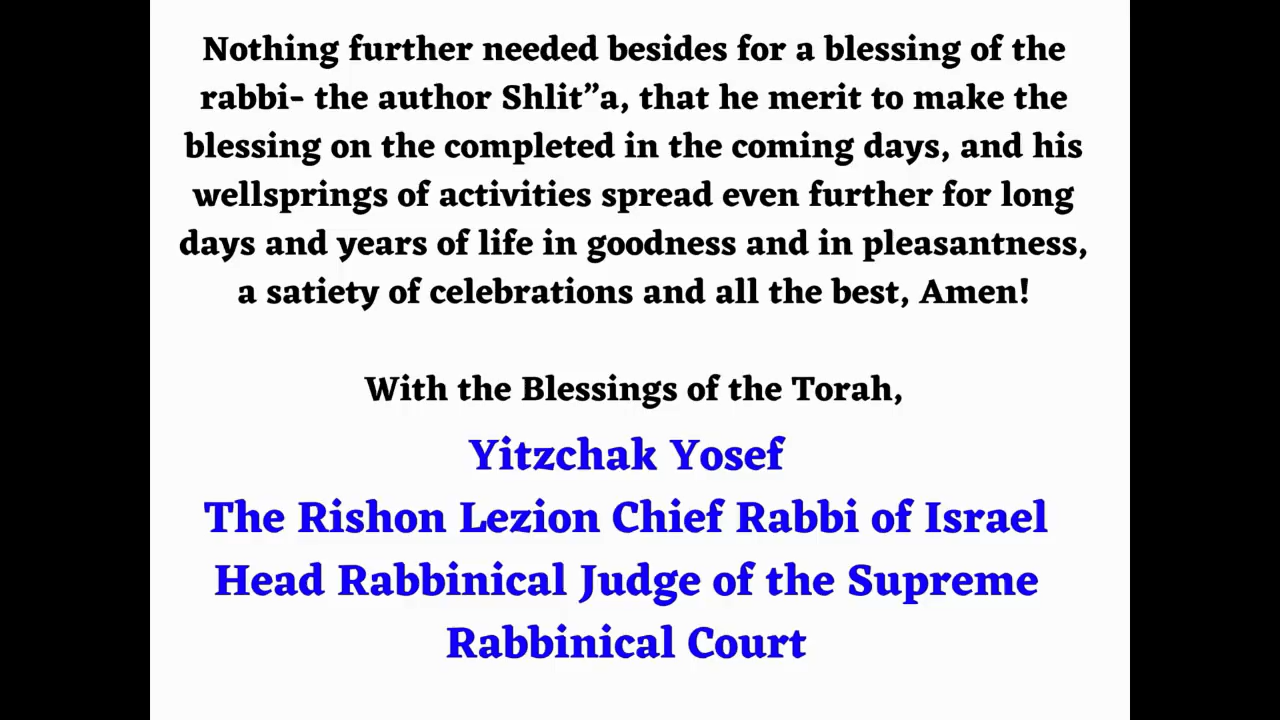 Nothing further needed besides for a blessing of the
rabbi- the author Shlit”a, that he merit to make the
blessing on the completed in the coming days, and his
wellsprings of activities spread even further for long
days and years of life in goodness and in pleasantness,
a satiety of celebrations and all the best, Amen!
With the Blessings of the Torah,
Yitzchak Yosef
The Rishon Lezion Chief Rabbi of Israel
Head Rabbinical Judge of the Supreme
Rabbinical Court